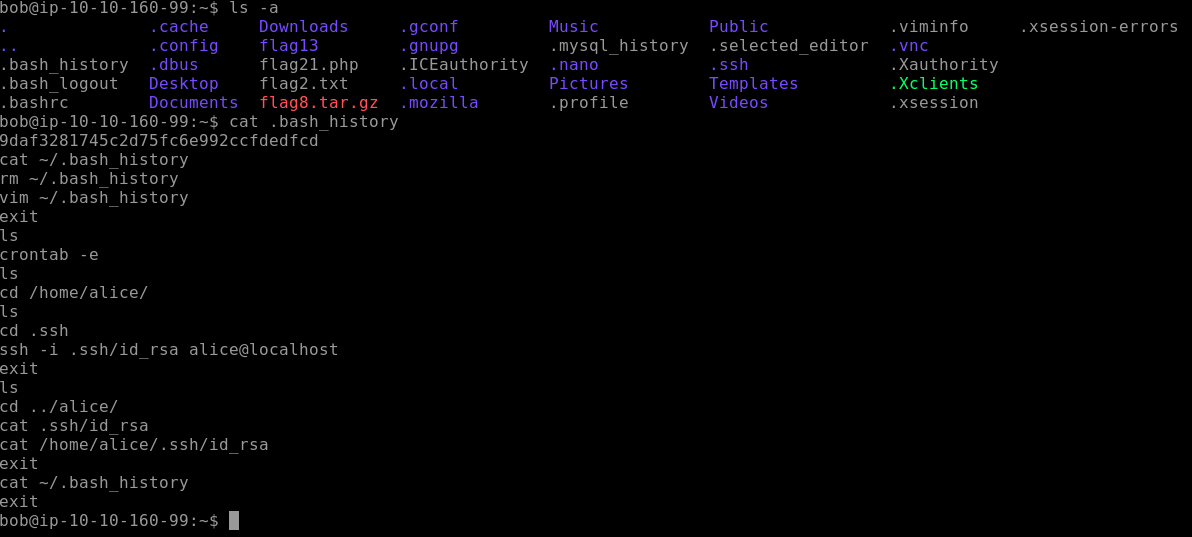 bob@ip-10-10-160-99:~$ ls -a
. .cache Downloads .gconf Music Public .viminfo .xsession-errors
.. .config flag13 .gnupg .mysql_history .selected_editor .vnc
.bash_history .dbus flag21.php .ICEauthority .nano .ssh .Xauthority
.bash_logout Desktop flag2.txt .local Pictures Templates .Xclients
.bashrc Documents flag8.tar.gz .mozilla .profile Videos .xsession
bob@ip-10-10-160-99:~$ cat .bash_history
9daf3281745c2d75fc6e992ccfdedfcd
cat ~/.bash_history
rm ~/.bash_history
vim ~/.bash_history
exit
ls
crontab -e
ls
cd /home/alice/
ls
cd .ssh
ssh -i .ssh/id_rsa alice@localhost
exit
ls
cd ../alice/
cat .ssh/id_rsa
cat /home/alice/.ssh/id_rsa
exit
cat ~/.bash_history
exit
bob@ip-10-10-160-99:~$